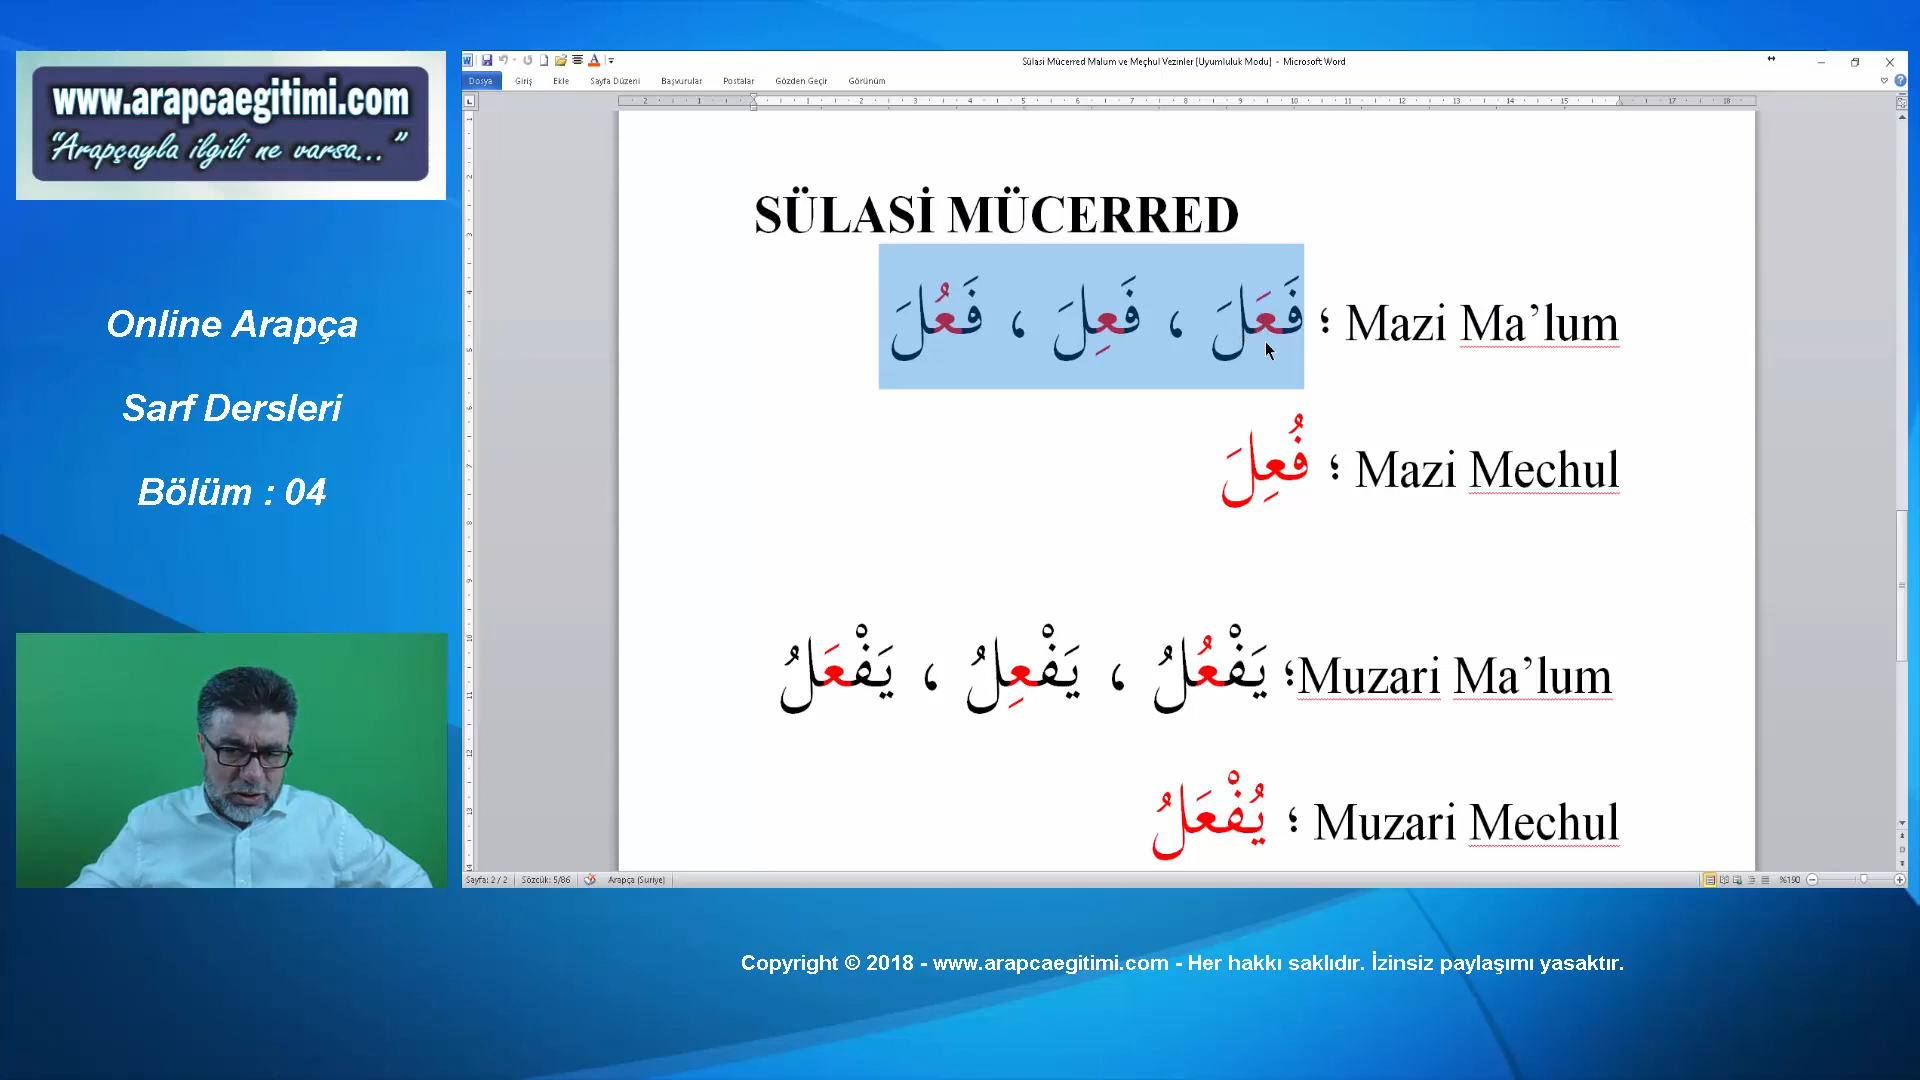 www.arapcaegitimi.com
“Arapçayla ilgili ne varsa...”
Online Arapça
Sarf Dersleri
Bölüm : 04
Sülasi Mücerred Malum ve Meçhul Vezinler [Uyumluluk Modu] - Microsoft Word
Dosya Giriş Ekle Sayfa Düzeni Başvurular Postalar Gözden Geçir Görünüm
SÜLASİ MÜCERRED
Mazi Ma’lum ؛ فَعَلَ ، فَعِلَ ، فَعُلَ
Mazi Mechul ؛ فُعِلَ
Muzari Ma’lum ؛ يَفْعُلُ ، يَفْعِلُ ، يَفْعَلُ
Muzari Mechul ؛ يُفْعَلُ
Sayfa: 2 / 2 Sözcük: 5/86 Arapça (Suriye) %190
Copyright © 2018 - www.arapcaegitimi.com - Her hakkı saklıdır. İzinsiz paylaşımı yasaktır.